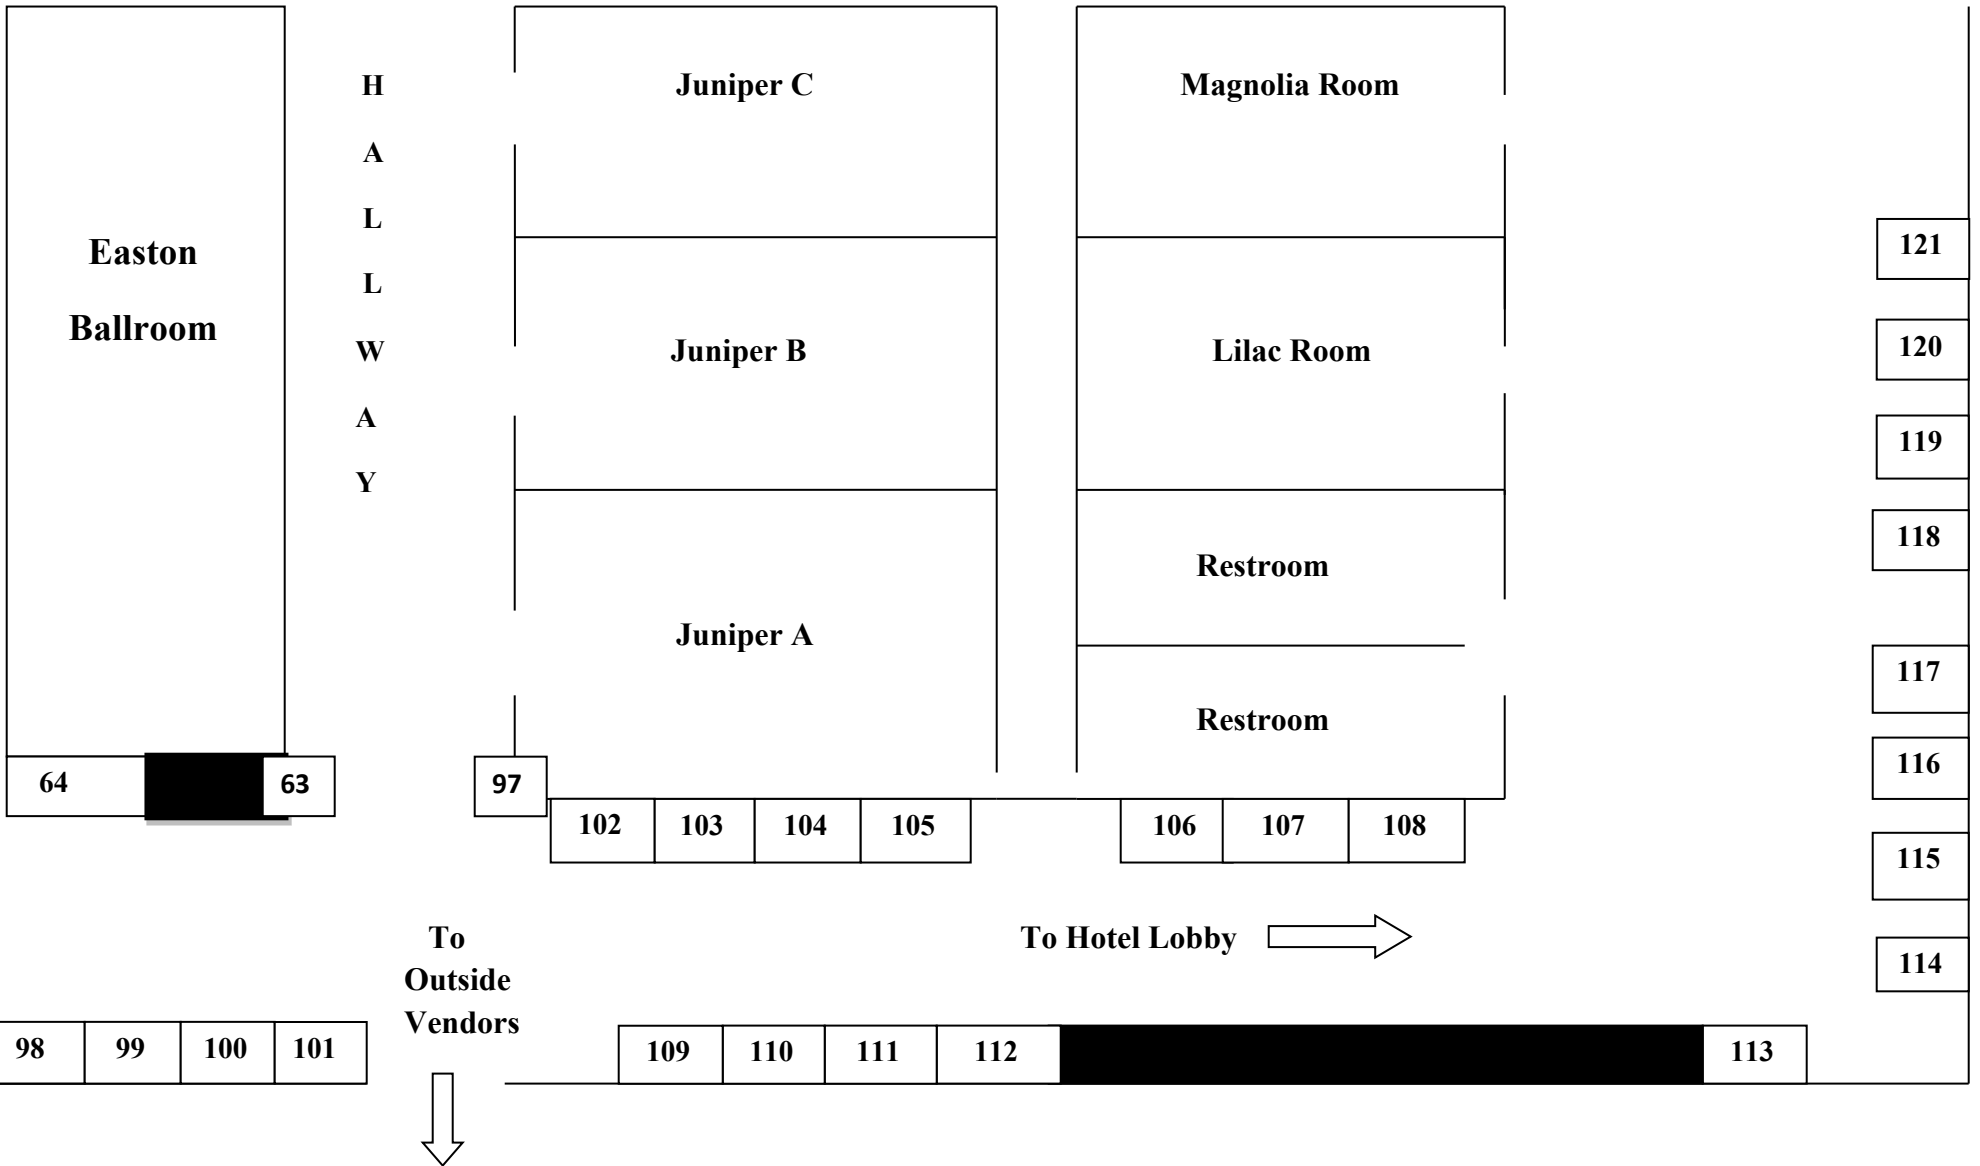 Easton
Ballroom
H
A
L
L
W
A
Y
Juniper C
Juniper B
Juniper A
Magnolia Room
Lilac Room
Restroom
Restroom
121
120
119
118
117
116
115
114
64
63
97
102
103
104
105
106
107
108
To
Outside
Vendors
To Hotel Lobby
98
99
100
101
109
110
111
112
113